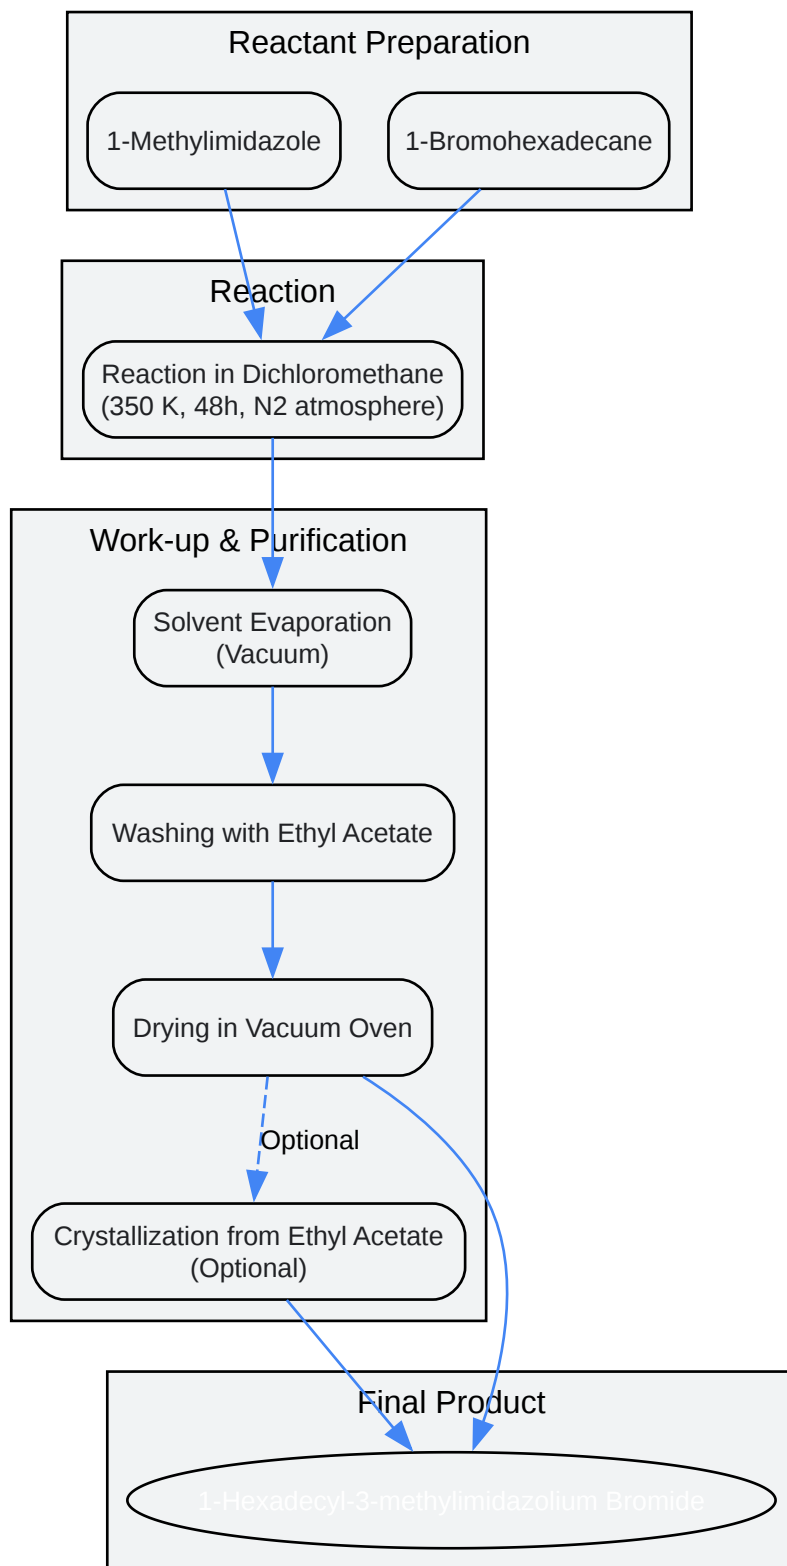 Reactant Preparation
1-Methylimidazole
1-Bromohexadecane
Reaction
Reaction in Dichloromethane
(350 K, 48h, N2 atmosphere)
Work-up & Purification
Solvent Evaporation
(Vacuum)
Washing with Ethyl Acetate
Drying in Vacuum Oven
Optional
Crystallization from Ethyl Acetate
(Optional)
Final Product
1-Hexadecyl-3-methylimidazolium Bromide